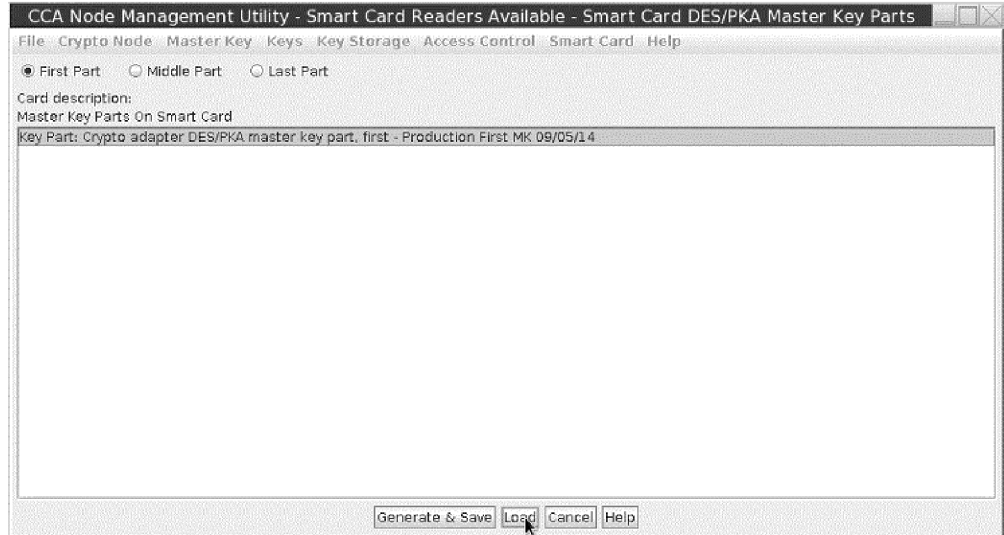 CCA Node Management Utility - Smart Card Readers Available - Smart Card DES/PKA Master Key Parts
File Crypto Node Master Key Keys Key Storage Access Control Smart Card Help
First Part Middle Part Last Part
Card description:
Master Key Parts On Smart Card
Key Part: Crypto adapter DES/PKA master key part, first - Production First MK 09/05/14
Generate & Save Load Cancel Help